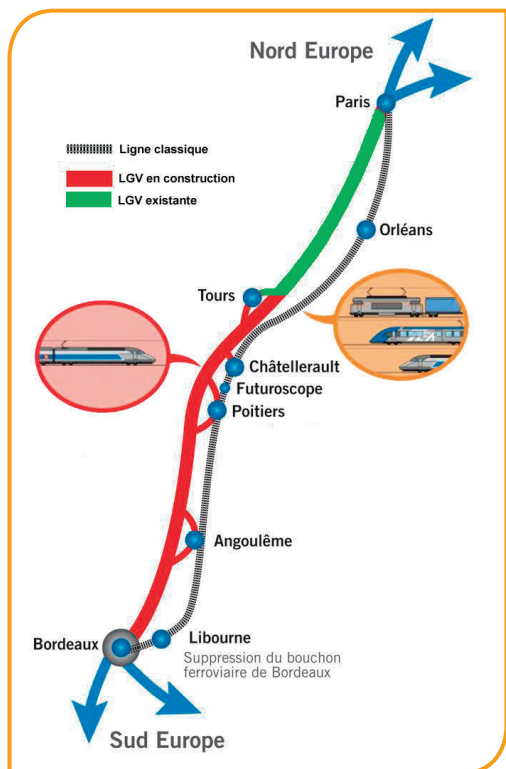 Nord Europe
Paris
Ligne classique
LGV en construction
LGV existante
Orléans
Tours
Châtellerault
Futuroscope
Poitiers
Angoulême
Bordeaux
Libourne
Suppression du bouchon
ferroviaire de Bordeaux
Sud Europe